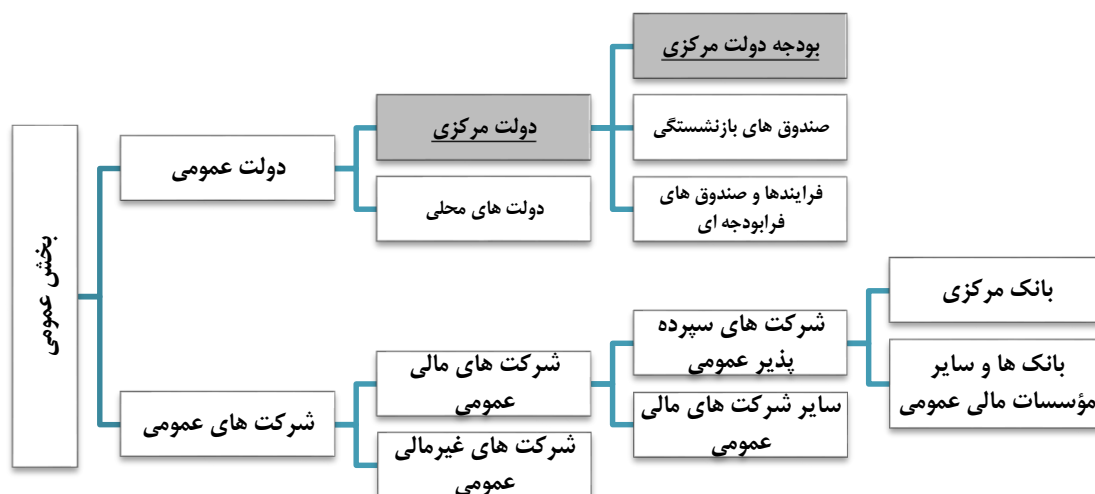 بخش عمومی
دولت عمومی
دولت مرکزی
بودجه دولت مرکزی
صندوق های بازنشستگی
فرایندها و صندوق های
فرابودجه ای
دولت های محلی
شرکت های عمومی
شرکت های مالی
عمومی
شرکت های سپرده
پذیر عمومی
بانک مرکزی
بانک ها و سایر
مؤسسات مالی عمومی
سایر شرکت های مالی
عمومی
شرکت های غیرمالی
عمومی